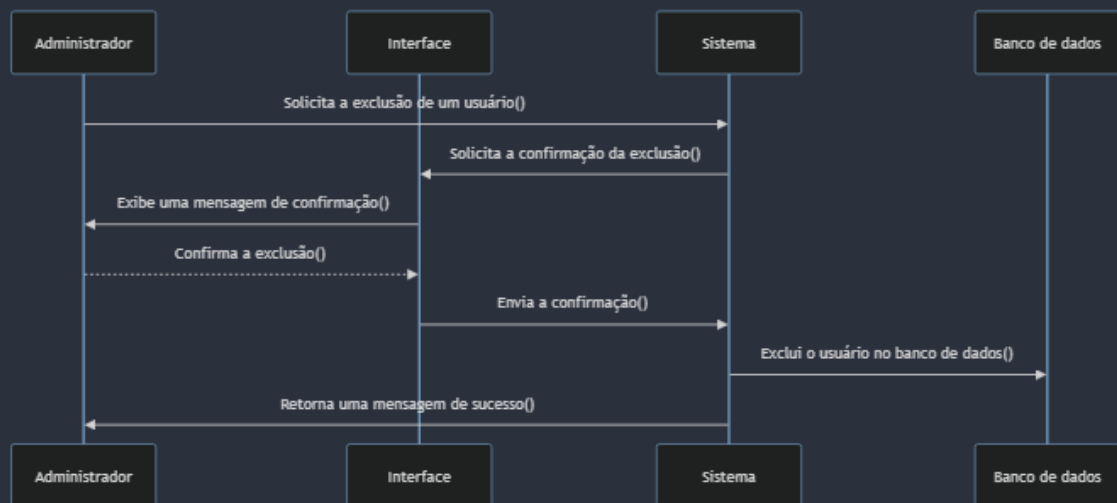 Administrador
Interface
Sistema
Banco de dados
Solicita a exclusão de um usuário()
Solicita a confirmação da exclusão()
Exibe uma mensagem de confirmação()
Confirma a exclusão()
Envia a confirmação()
Exclui o usuário no banco de dados()
Retorna uma mensagem de sucesso()
Administrador
Interface
Sistema
Banco de dados